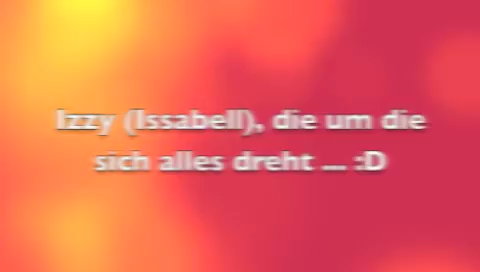 Izzy (Issabell), die um die
sich alles dreht ... :D